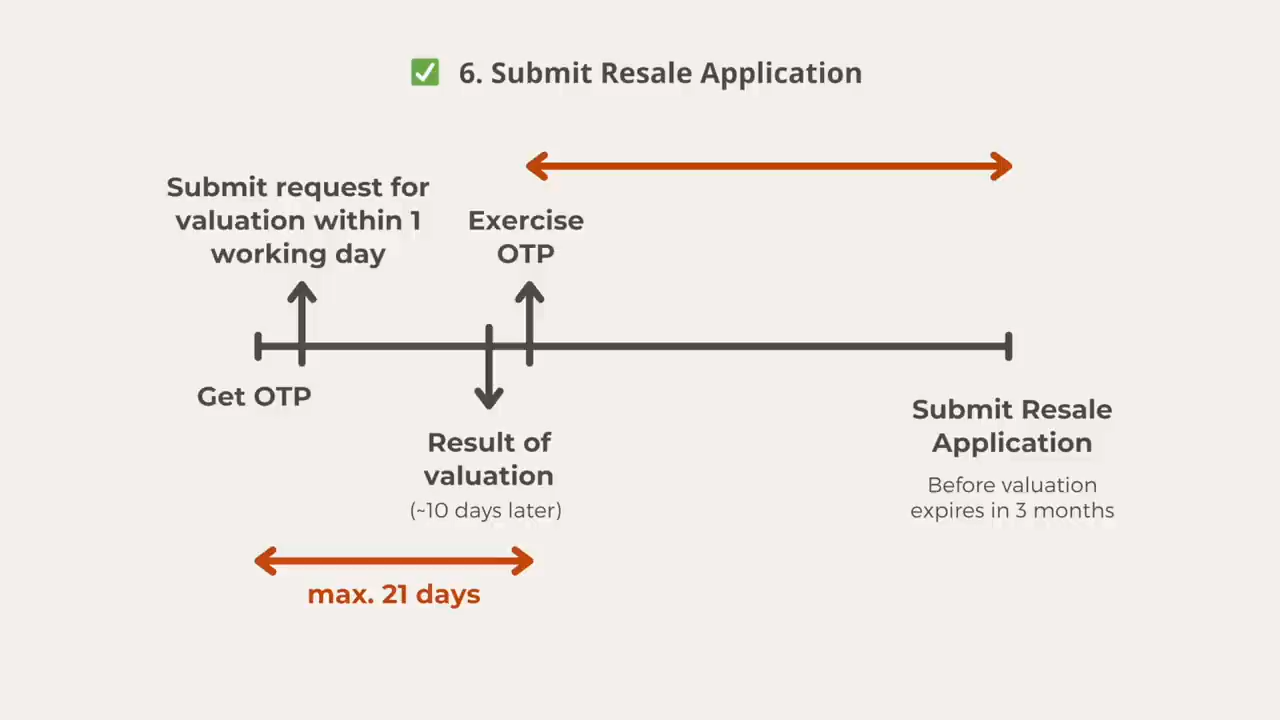 ✅ 6. Submit Resale Application
Submit request for
valuation within 1
working day
Exercise
OTP
Get OTP
Result of
valuation
(~10 days later)
Submit Resale
Application
Before valuation
expires in 3 months
max. 21 days